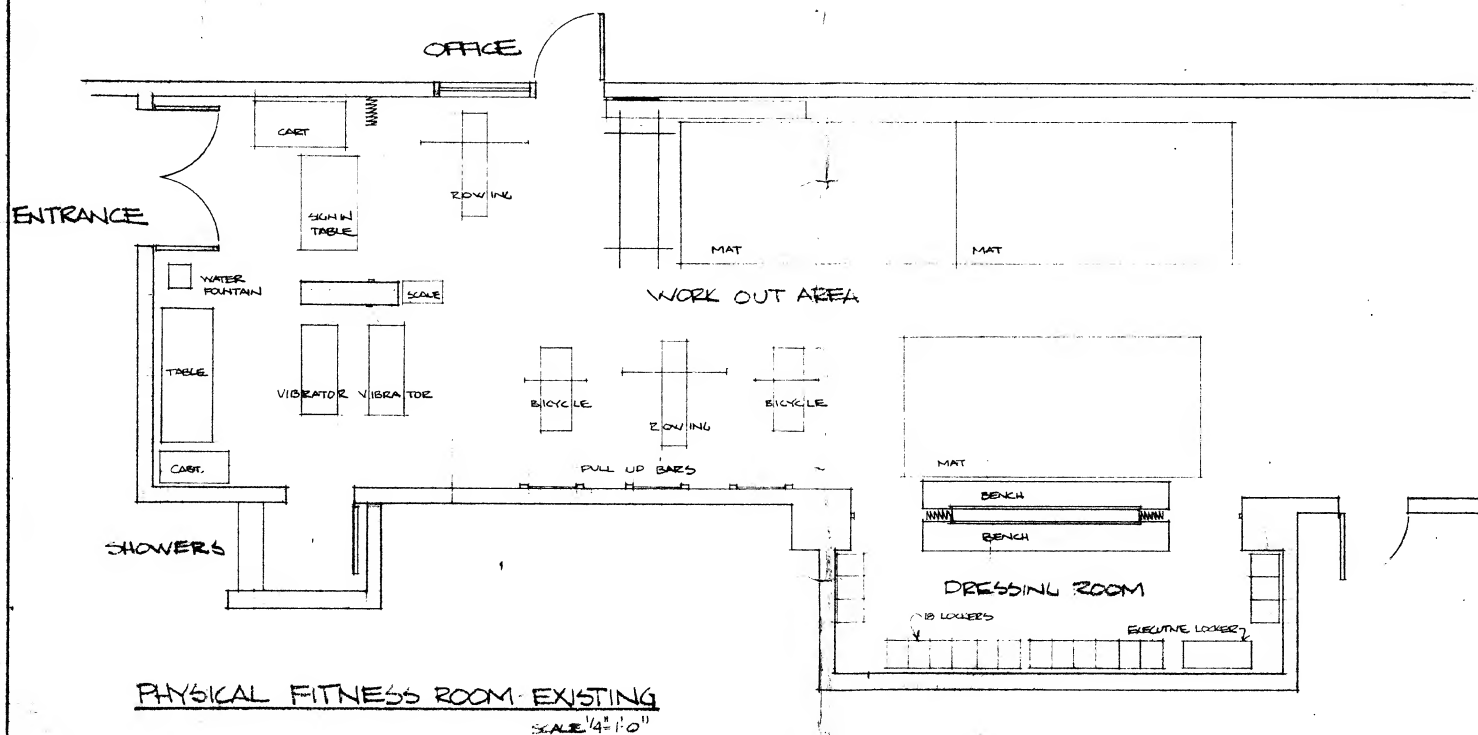 OFFICE
CART
ROWING
ENTRANCE
SIGN IN
TABLE
MAT
MAT
WATER
FOUNTAIN
SCALE
WORK OUT AREA
TABLE
VIBRATOR
VIBRATOR
BICYCLE
ROWING
BICYCLE
CABT.
PULL UP BARS
MAT
BENCH
BENCH
SHOWERS
DRESSING ROOM
18 LOCKERS
EXECUTIVE LOCKER
PHYSICAL FITNESS ROOM-EXISTING
SCALE 1/4"=1'-0"